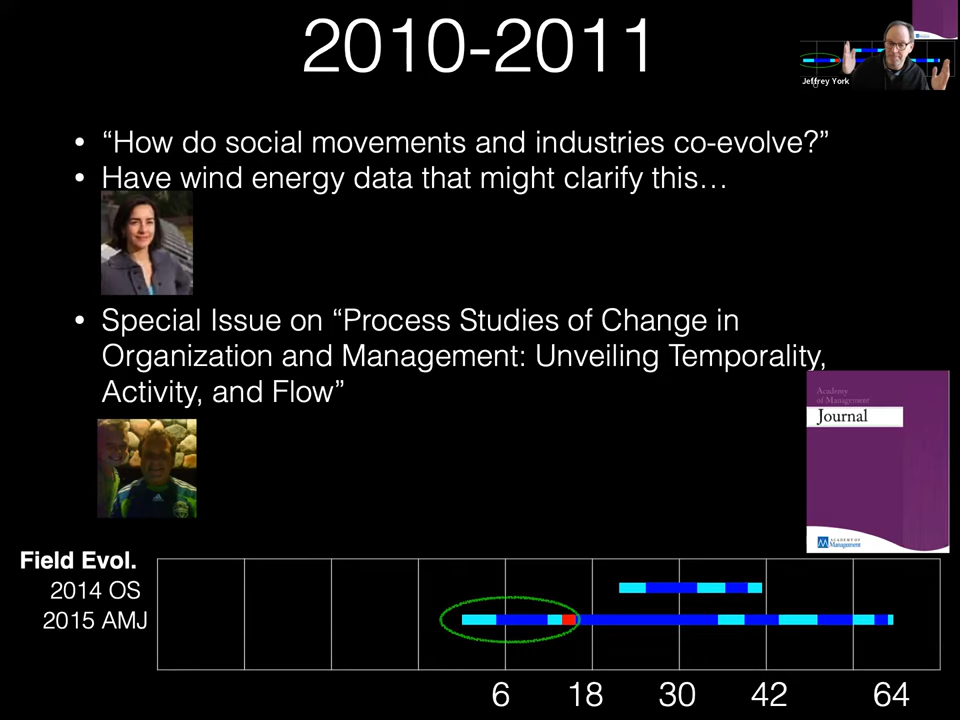 2010-2011
Jeffrey York
• “How do social movements and industries co-evolve?”
• Have wind energy data that might clarify this…
• Special Issue on “Process Studies of Change in
Organization and Management: Unveiling Temporality,
Activity, and Flow”
Academy
of Management
Journal
ACADEMY OF
Management
Field Evol.
2014 OS
2015 AMJ
6 18 30 42 64